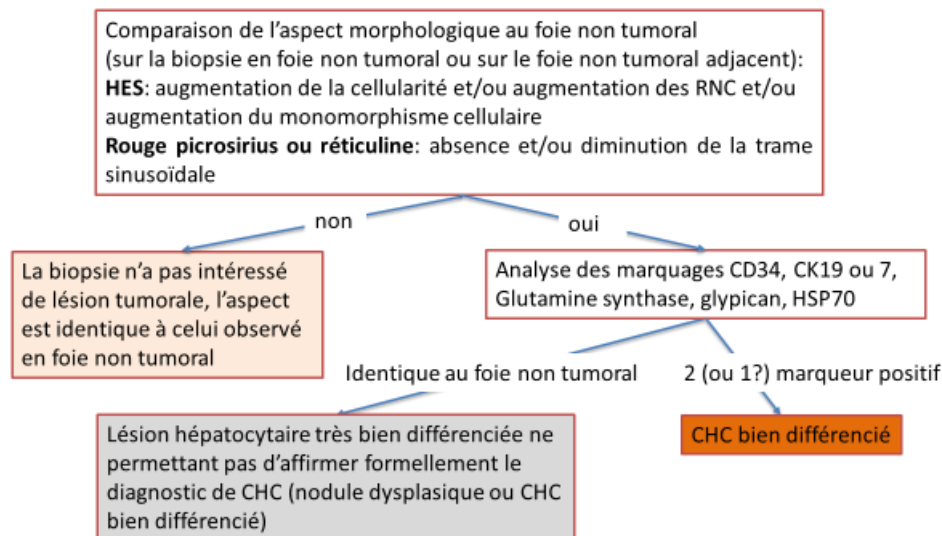 Comparaison de l'aspect morphologique au foie non tumoral
(sur la biopsie en foie non tumoral ou sur le foie non tumoral adjacent):
HES: augmentation de la cellularité et/ou augmentation des RNC et/ou
augmentation du monomorphisme cellulaire
Rouge picrosirius ou réticuline: absence et/ou diminution de la trame
sinusoïdale
non
oui
La biopsie n'a pas intéressé
de lésion tumorale, l'aspect
est identique à celui observé
en foie non tumoral
Analyse des marquages CD34, CK19 ou 7,
Glutamine synthase, glypican, HSP70
Identique au foie non tumoral
2 (ou 1?) marqueur positif
Lésion hépatocytaire très bien différenciée ne
permettant pas d'affirmer formellement le
diagnostic de CHC (nodule dysplasique ou CHC
bien différencié)
CHC bien différencié